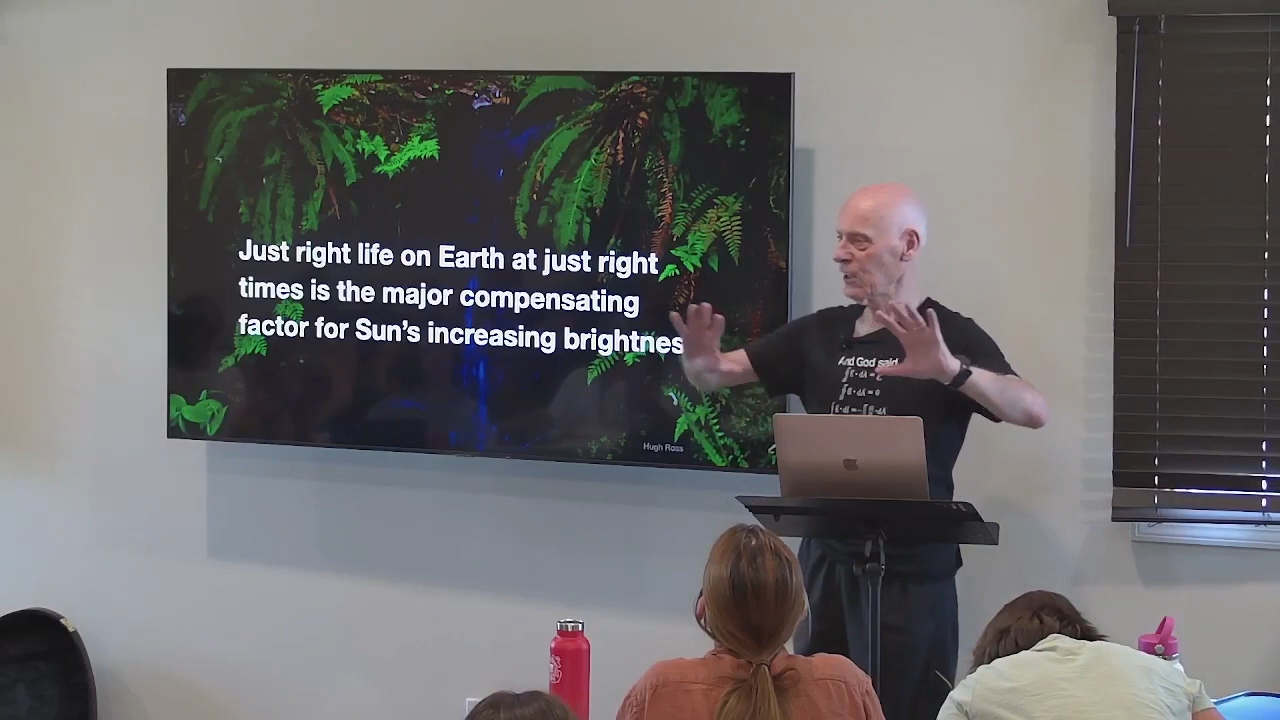 Just right life on Earth at just right
times is the major compensating
factor for Sun's increasing brightnes
Hugh Ross
And God said